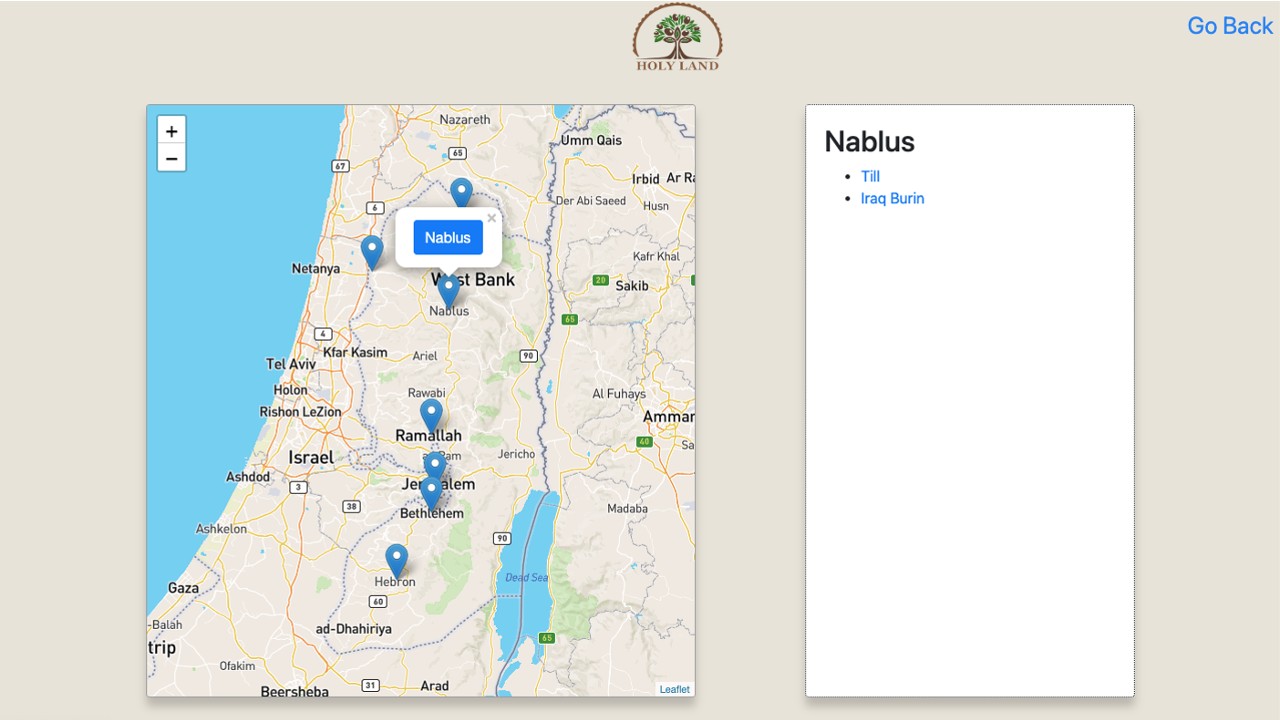 HOLY LAND
Go Back
+
−
Nazareth
65
67
Umm Qais
Irbid
Ar Ra
6
Der Abi Saeed
Husn
×
Nablus
Kafr Khal
Netanya
West Bank
20
Sakib
Nablus
65
4
Kfar Kasim
Ariel
90
Tel Aviv
Holon
Rawabi
Al Fuhays
Rishon LeZion
Ramallah
Amman
40
Israel
Jericho
Ashdod
3
Jerusalem
38
Bethlehem
Madaba
Ashkelon
90
Dead Sea
Hebron
Gaza
60
-Balah
ad-Dhahiriya
trip
65
Ofakim
Beersheba
31
Arad
Leaflet
Nablus
Till
Iraq Burin